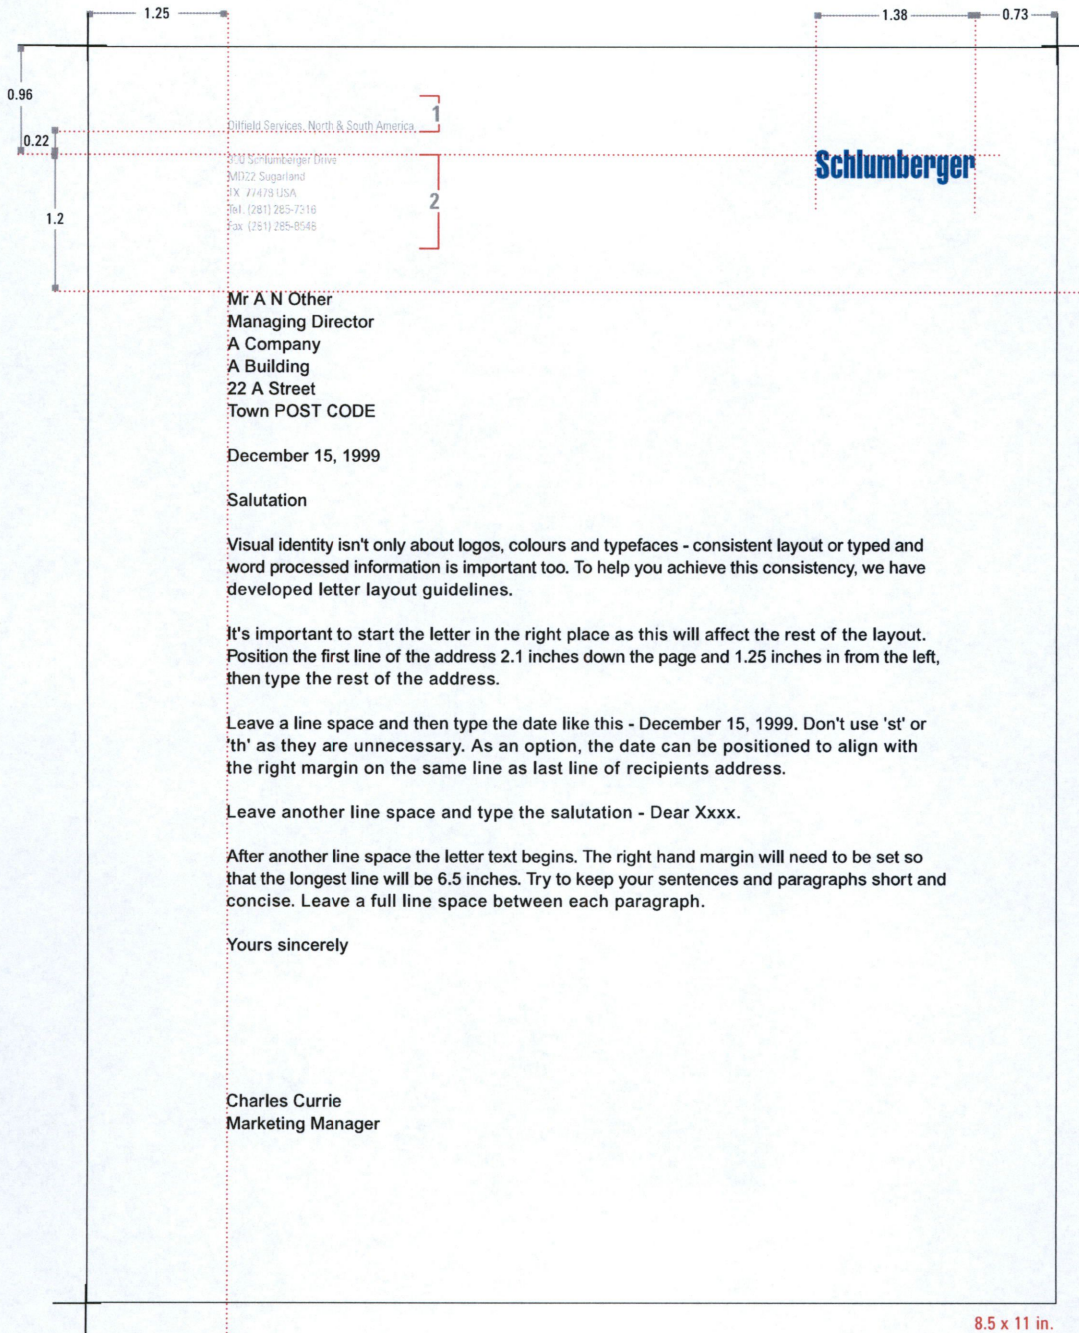 1.25
1.38
0.73
0.96
0.22
1.2
Oilfield Services, North & South America
1
Schlumberger Drive
MD22 Sugarland
TX 77478 USA
Tel. (281) 285-7316
Fax (281) 285-8548
2
Schlumberger
Mr A N Other
Managing Director
A Company
A Building
22 A Street
Town POST CODE
December 15, 1999
Salutation
Visual identity isn't only about logos, colours and typefaces - consistent layout or typed and
word processed information is important too. To help you achieve this consistency, we have
developed letter layout guidelines.
It's important to start the letter in the right place as this will affect the rest of the layout.
Position the first line of the address 2.1 inches down the page and 1.25 inches in from the left,
then type the rest of the address.
Leave a line space and then type the date like this - December 15, 1999. Don't use 'st' or
'th' as they are unnecessary. As an option, the date can be positioned to align with
the right margin on the same line as last line of recipients address.
Leave another line space and type the salutation - Dear Xxxx.
After another line space the letter text begins. The right hand margin will need to be set so
that the longest line will be 6.5 inches. Try to keep your sentences and paragraphs short and
concise. Leave a full line space between each paragraph.
Yours sincerely
Charles Currie
Marketing Manager
8.5 x 11 in.